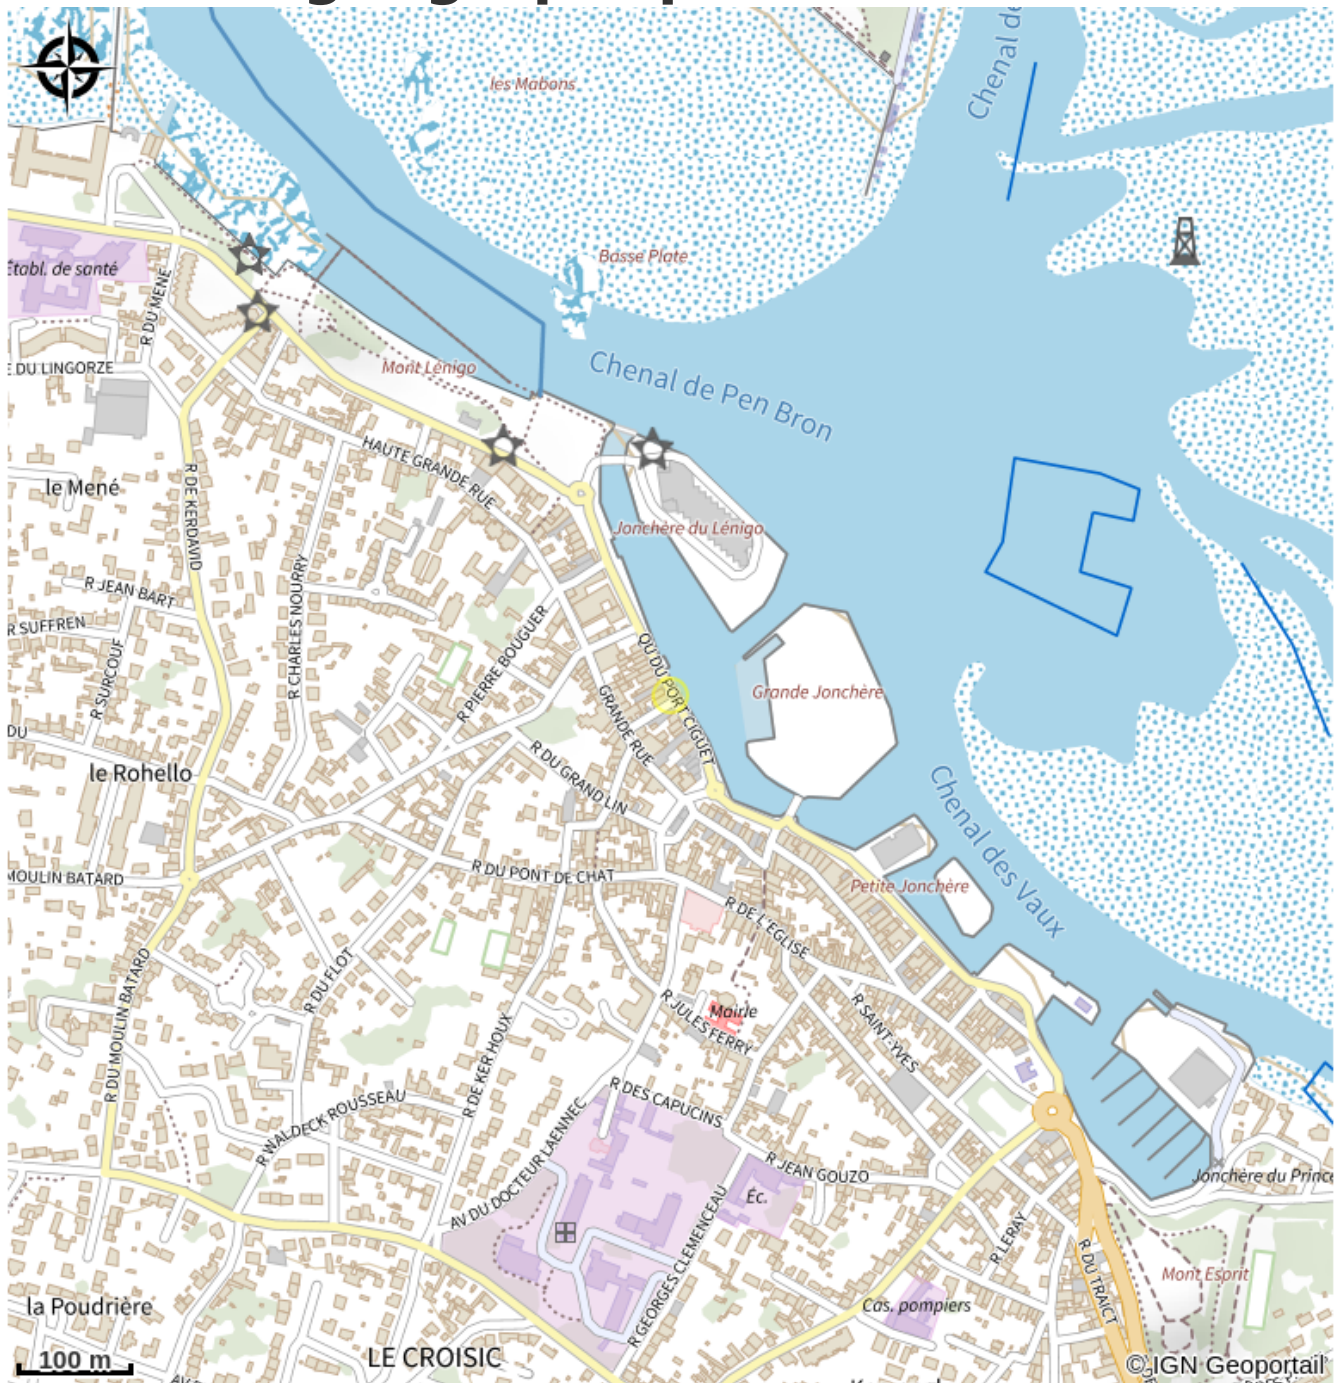 Chenal de
les Mabons
Basse Plate
Établ. de santé
R DU MENE
Mont Lénigo
Chenal de Pen Bron
E DU LINGORZE
HAUTE GRANDE RUE
le Mené
R DE KERDAVID
Jonchère du Lénigo
R JEAN BART
R CHARLES NOURRY
R SUFFREN
R SURCOUF
R PIERRE BOUGUER
QU DU PORT CIGUET
GRANDE RUE
Grande Jonchère
DU
le Rohello
R DU GRAND LIN
Chenal des Vaux
MOULIN BATARD
R DU PONT DE CHAT
Petite Jonchère
R DE L'EGLISE
R DU MOULIN BATARD
R DU FLOT
R DE KER HOUX
R JULES FERRY
Mairie
R SAINT-YVES
R WALDECK ROUSSEAU
R DES CAPUCINS
AV DU DOCTEUR LAENNEC
R JEAN GOUZO
Éc.
Jonchère du Prince
R GEORGES CLEMENCEAU
R LERAY
R DU TRAICT
Mont Esprit
la Poudrière
Cas. pompiers
LE CROISIC
100 m
© IGN Geoportail